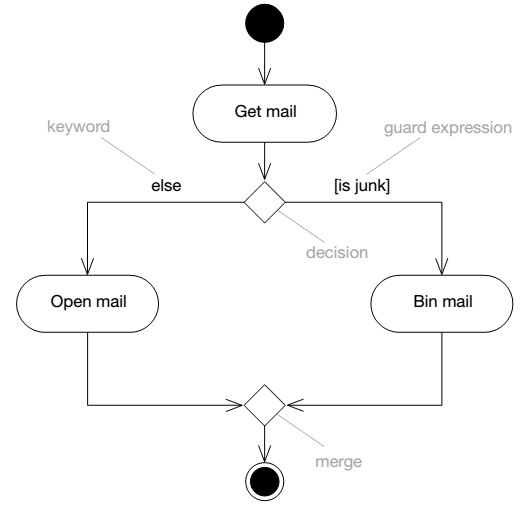 Get mail
keyword
guard expression
else
[is junk]
decision
Open mail
Bin mail
merge